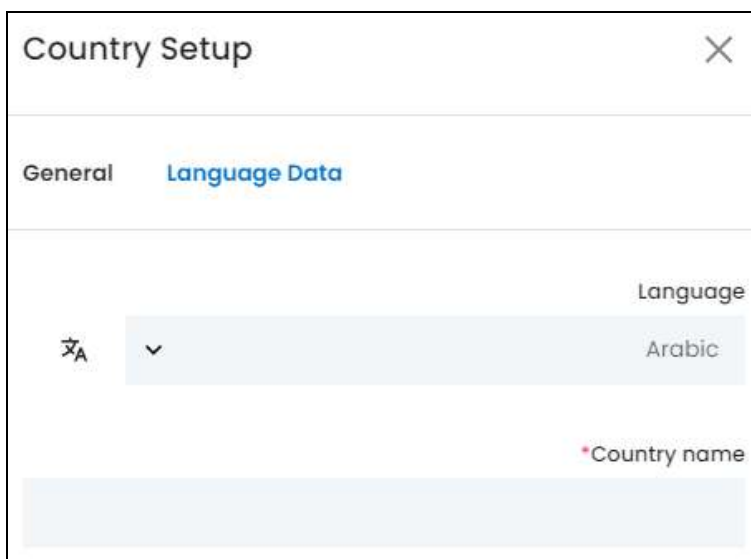 Country Setup
General Language Data
Language
Arabic
*Country name